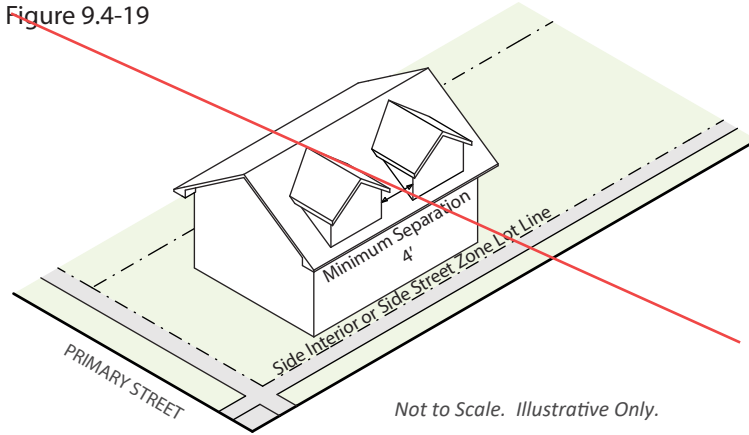 Figure 9.4-19
Minimum Separation
4'
Side Interior or Side Street Zone Lot Line
PRIMARY STREET
Not to Scale. Illustrative Only.